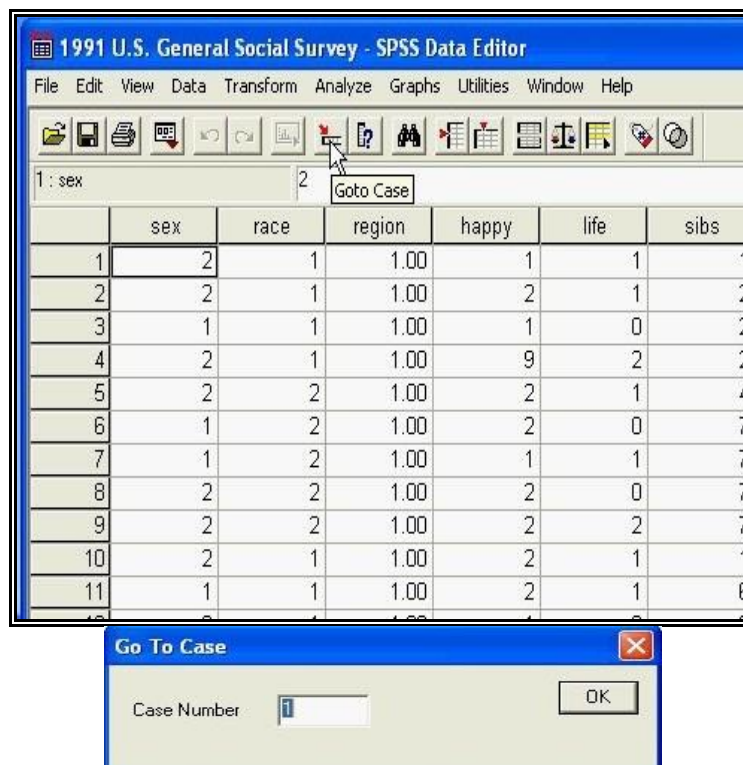 1991 U.S. General Social Survey - SPSS Data Editor
File Edit View Data Transform Analyze Graphs Utilities Window Help
1 : sex 2
Goto Case
sex race region happy life sibs
1 2 1 1.00 1 1
2 2 1 1.00 2 1
3 1 1 1.00 1 0
4 2 1 1.00 9 2
5 2 2 1.00 2 1
6 1 2 1.00 2 0
7 1 2 1.00 1 1
8 2 2 1.00 2 0
9 2 2 1.00 2 2
10 2 1 1.00 2 1
11 1 1 1.00 2 1
Go To Case
Case Number 1 OK